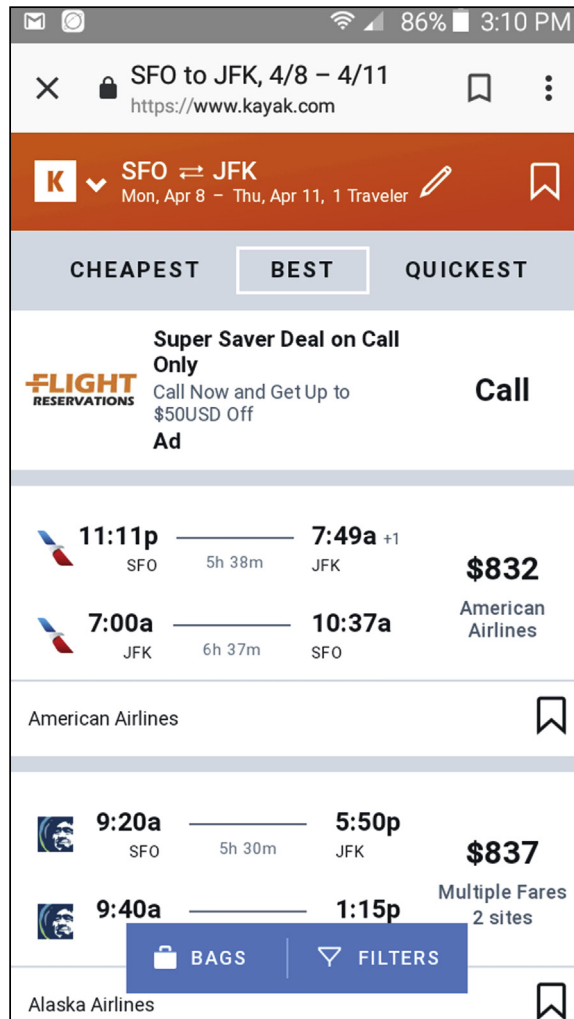 86% 3:10 PM
SFO to JFK, 4/8 – 4/11
https://www.kayak.com
K
SFO ⇄ JFK
Mon, Apr 8 – Thu, Apr 11, 1 Traveler
CHEAPEST BEST QUICKEST
Super Saver Deal on Call
Only
FLIGHT
RESERVATIONS
Call Now and Get Up to
$50USD Off
Ad
Call
11:11p 7:49a +1
SFO 5h 38m JFK
$832
American
Airlines
7:00a 10:37a
JFK 6h 37m SFO
American Airlines
9:20a 5:50p
SFO 5h 30m JFK
$837
Multiple Fares
2 sites
9:40a 1:15p
BAGS FILTERS
Alaska Airlines